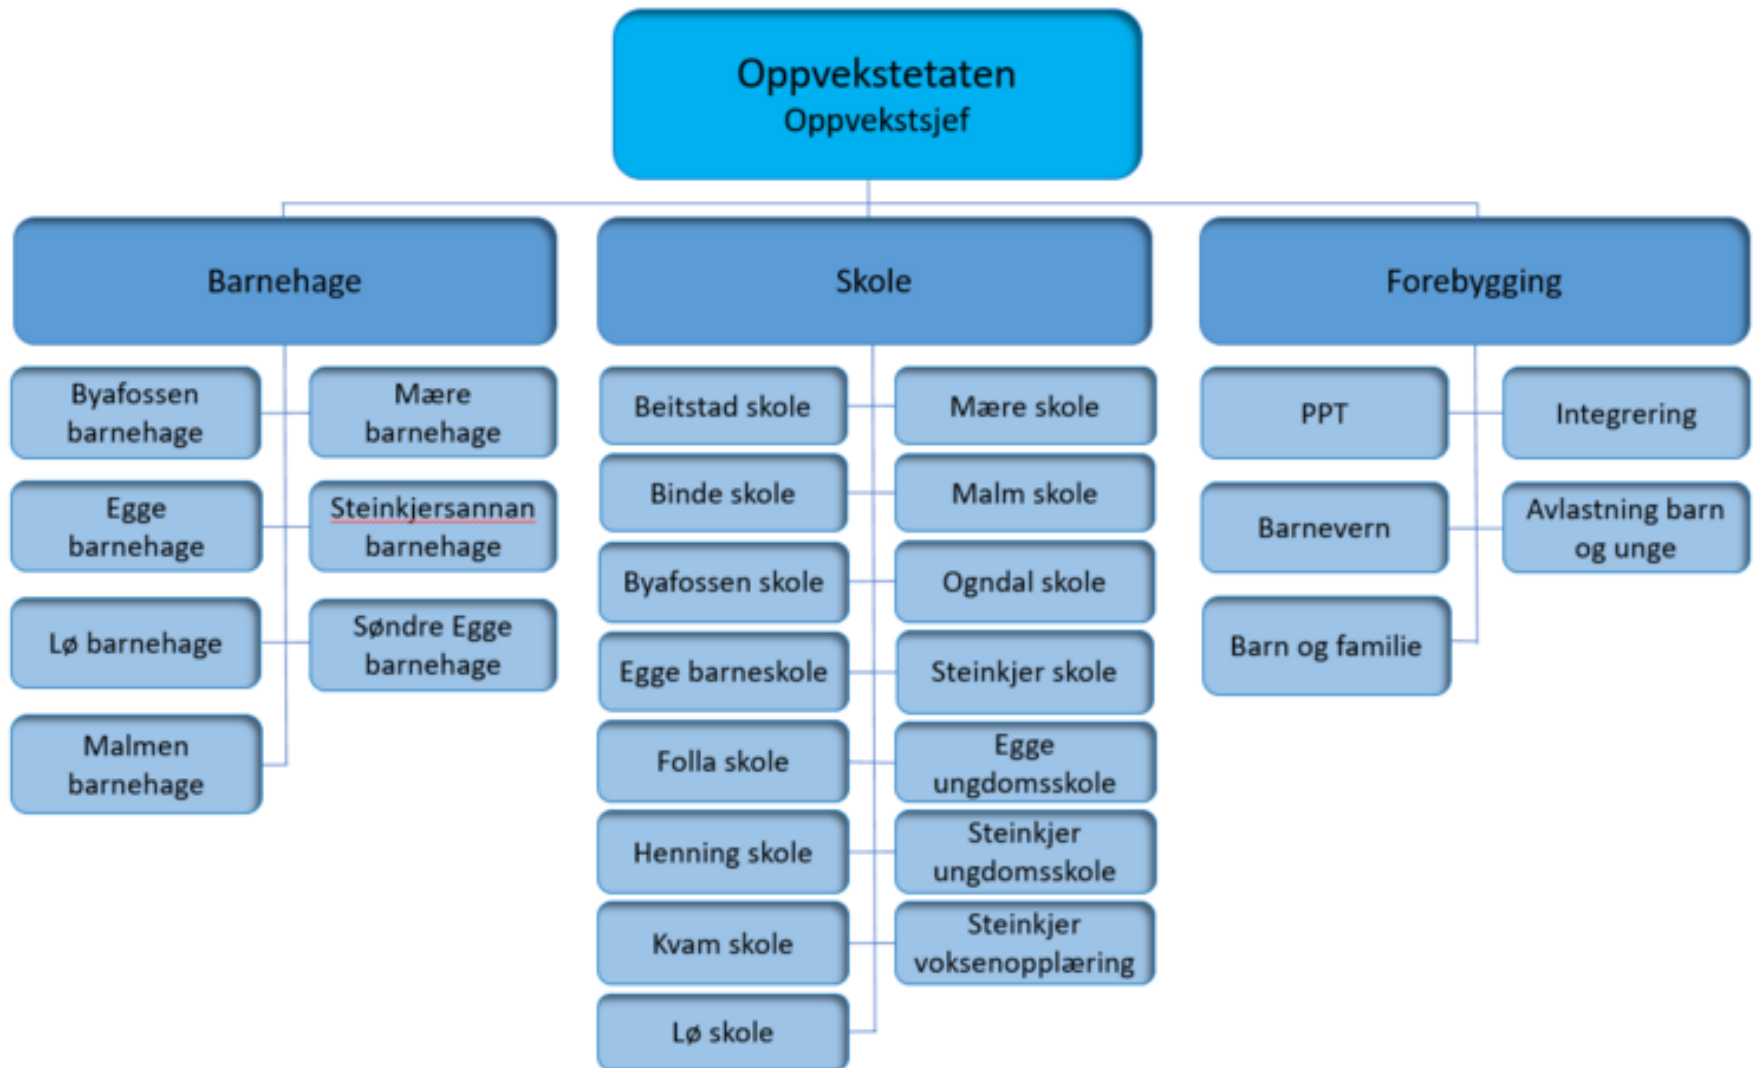 Oppvekstetaten
Oppvekstsjef
Barnehage
Byafossen
barnehage
Mære
barnehage
Egge
barnehage
Steinkjersannan
barnehage
Lø barnehage
Søndre Egge
barnehage
Malmen
barnehage
Skole
Beitstad skole
Mære skole
Binde skole
Malm skole
Byafossen skole
Ogndal skole
Egge barneskole
Steinkjer skole
Folla skole
Egge
ungdomsskole
Henning skole
Steinkjer
ungdomsskole
Kvam skole
Steinkjer
voksenopplæring
Lø skole
Forebygging
PPT
Integrering
Barnevern
Avlastning barn
og unge
Barn og familie